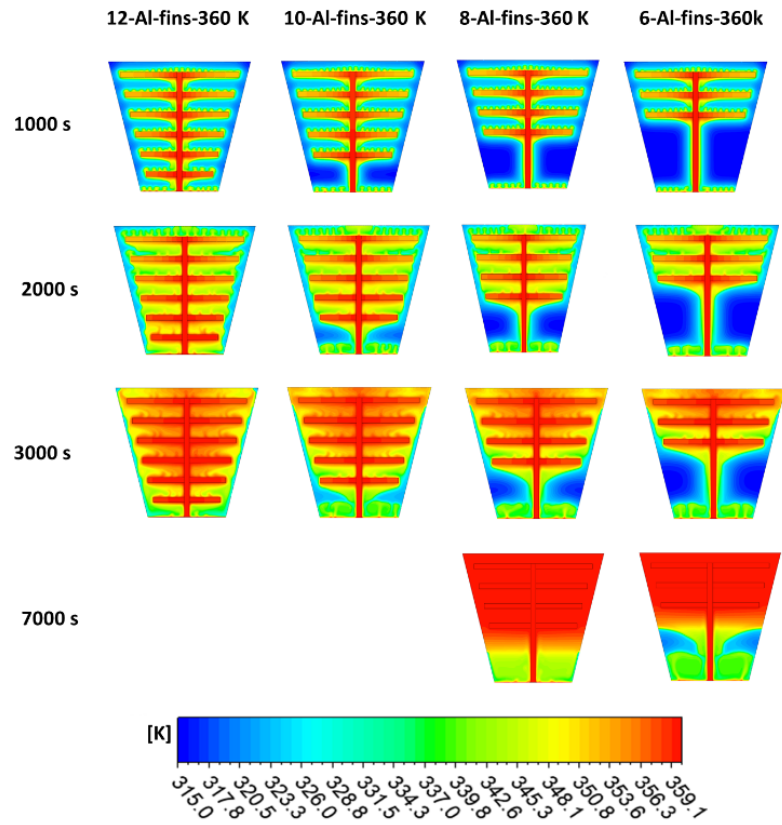 12-Al-fins-360 K 10-Al-fins-360 K 8-Al-fins-360 K 6-Al-fins-360k
1000 s
2000 s
3000 s
7000 s
[K]
315.0 317.8 320.5 323.3 326.0 328.8 331.5 334.3 337.0 339.8 342.6 345.3 348.1 350.8 353.6 356.3 359.1